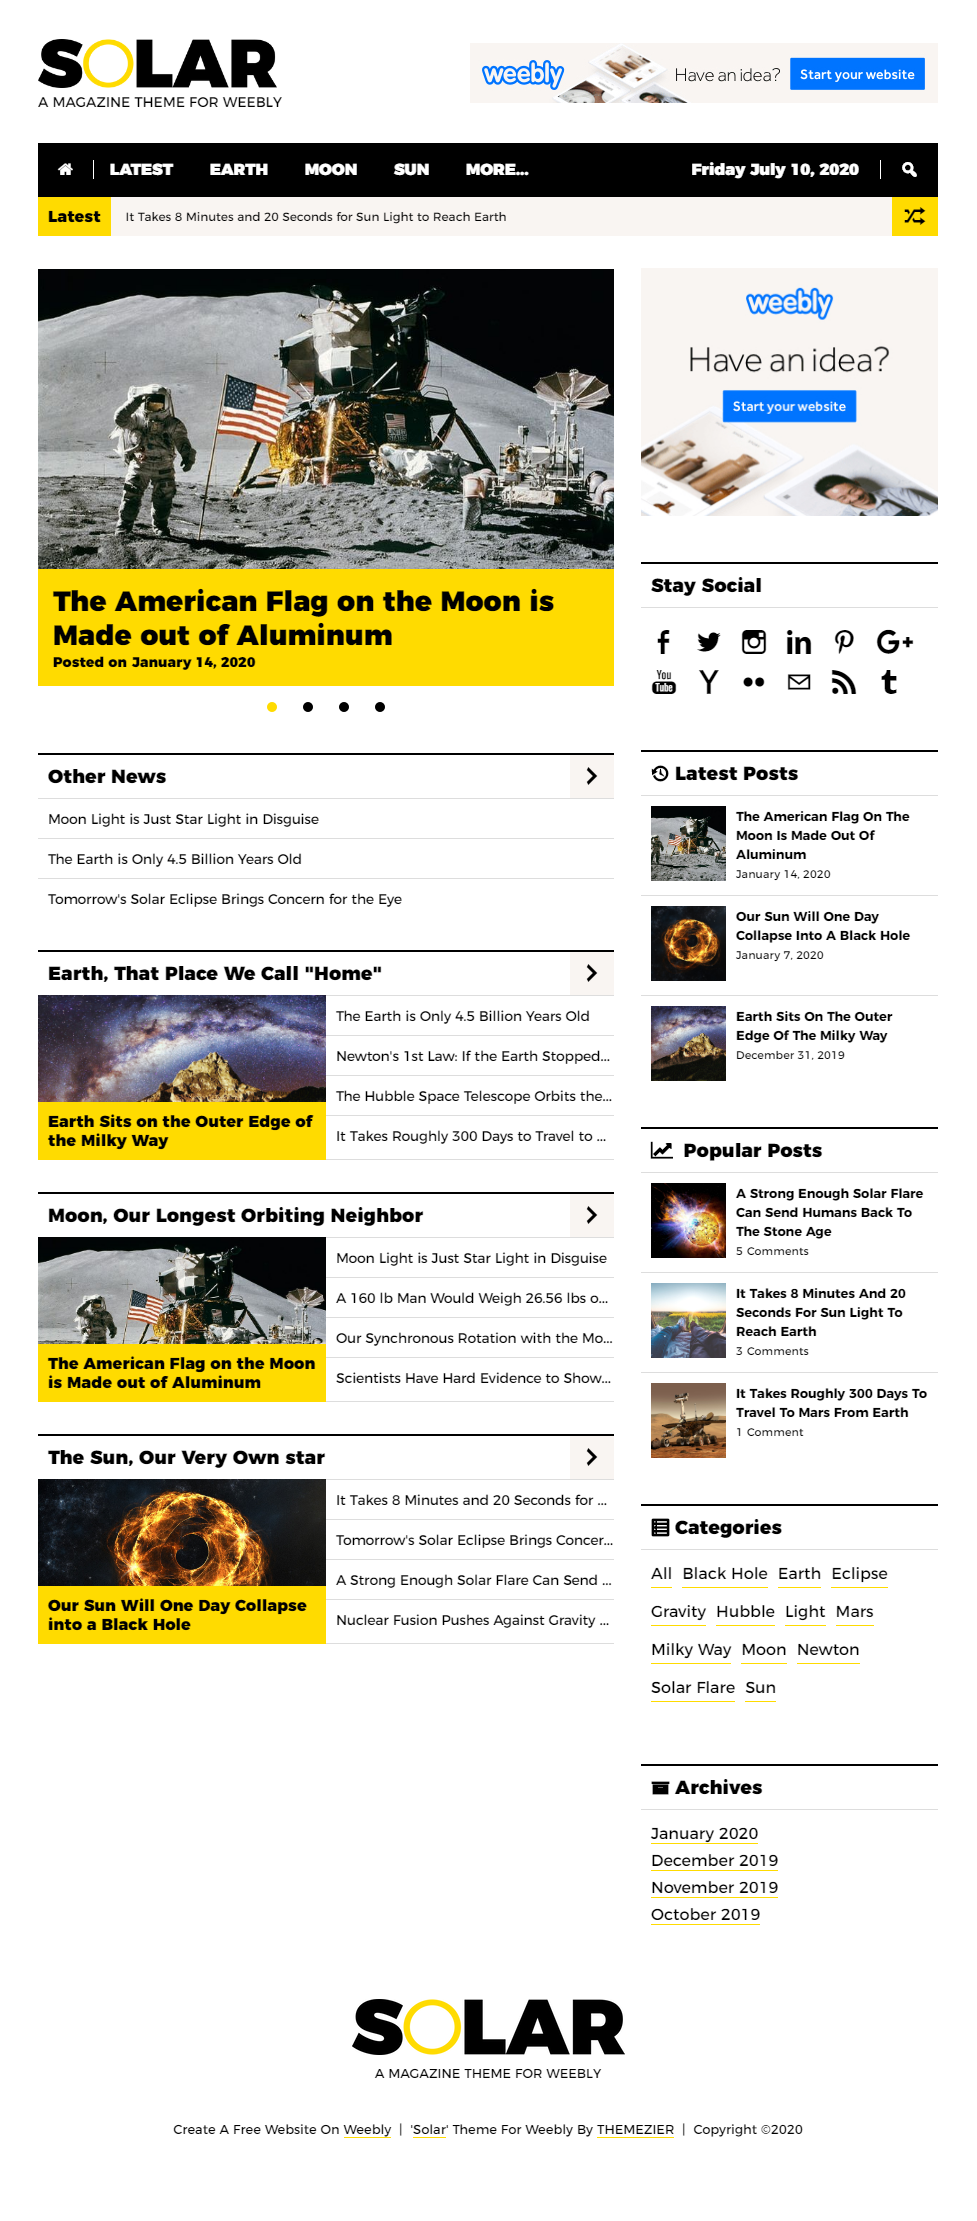 SOLAR
A MAGAZINE THEME FOR WEEBLY
weebly
Have an idea?
Start your website
LATEST
EARTH
MOON
SUN
MORE...
Friday July 10, 2020
Latest
It Takes 8 Minutes and 20 Seconds for Sun Light to Reach Earth
The American Flag on the Moon is
Made out of Aluminum
Posted on January 14, 2020
Other News
Moon Light is Just Star Light in Disguise
The Earth is Only 4.5 Billion Years Old
Tomorrow's Solar Eclipse Brings Concern for the Eye
Earth, That Place We Call "Home"
Earth Sits on the Outer Edge of
the Milky Way
The Earth is Only 4.5 Billion Years Old
Newton's 1st Law: If the Earth Stopped...
The Hubble Space Telescope Orbits the...
It Takes Roughly 300 Days to Travel to ...
Moon, Our Longest Orbiting Neighbor
The American Flag on the Moon
is Made out of Aluminum
Moon Light is Just Star Light in Disguise
A 160 lb Man Would Weigh 26.56 lbs o...
Our Synchronous Rotation with the Mo...
Scientists Have Hard Evidence to Show...
The Sun, Our Very Own star
Our Sun Will One Day Collapse
into a Black Hole
It Takes 8 Minutes and 20 Seconds for ...
Tomorrow's Solar Eclipse Brings Concer...
A Strong Enough Solar Flare Can Send ...
Nuclear Fusion Pushes Against Gravity ...
weebly
Have an idea?
Start your website
Stay Social
f in G+
You
Tube
Y t
Latest Posts
The American Flag On The
Moon Is Made Out Of
Aluminum
January 14, 2020
Our Sun Will One Day
Collapse Into A Black Hole
January 7, 2020
Earth Sits On The Outer
Edge Of The Milky Way
December 31, 2019
Popular Posts
A Strong Enough Solar Flare
Can Send Humans Back To
The Stone Age
5 Comments
It Takes 8 Minutes And 20
Seconds For Sun Light To
Reach Earth
3 Comments
It Takes Roughly 300 Days To
Travel To Mars From Earth
1 Comment
Categories
All Black Hole Earth Eclipse
Gravity Hubble Light Mars
Milky Way Moon Newton
Solar Flare Sun
Archives
January 2020
December 2019
November 2019
October 2019
SOLAR
A MAGAZINE THEME FOR WEEBLY
Create A Free Website On Weebly | 'Solar' Theme For Weebly By THEMEZIER | Copyright ©2020